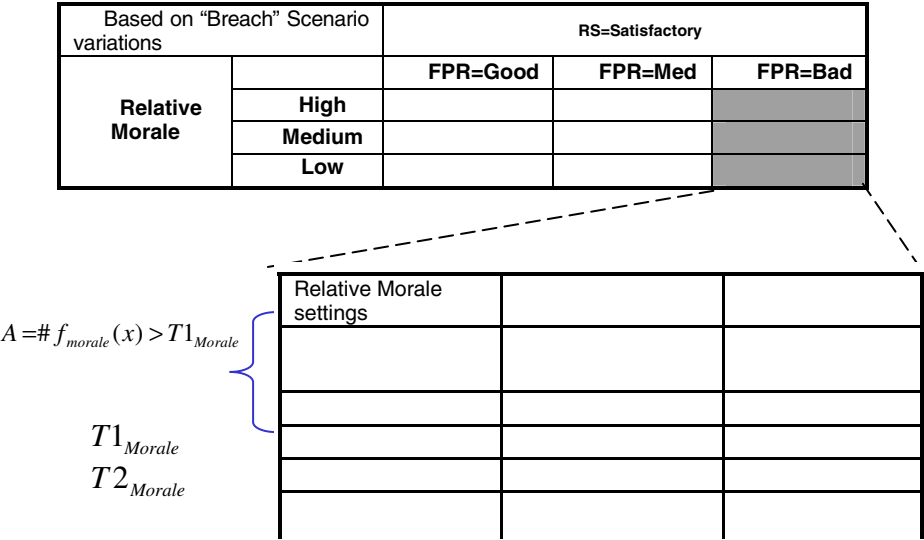 Based on “Breach” Scenario
variations
RS=Satisfactory
FPR=Good FPR=Med FPR=Bad
Relative
Morale
High
Medium
Low
Relative Morale
settings
A =# f_morale(x) > T1_Morale
T1_Morale
T2_Morale